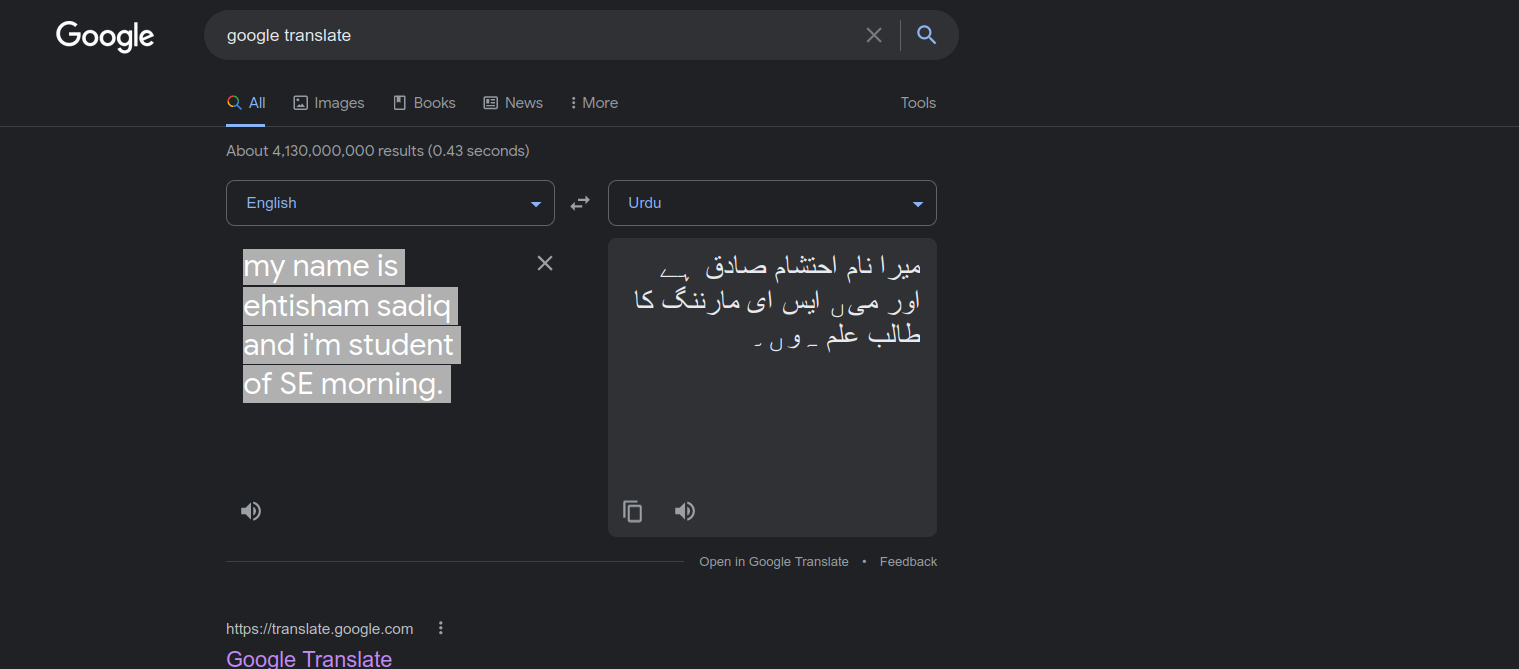 Google
google translate
All
Images
Books
News
More
Tools
About 4,130,000,000 results (0.43 seconds)
English
Urdu
my name is
ehtisham sadiq
and i'm student
of SE morning.
میرا نام احتشام صادق ہے
اور میں ایس ای مارننگ کا
طالب علم ہوں۔
Open in Google Translate • Feedback
https://translate.google.com
Google Translate